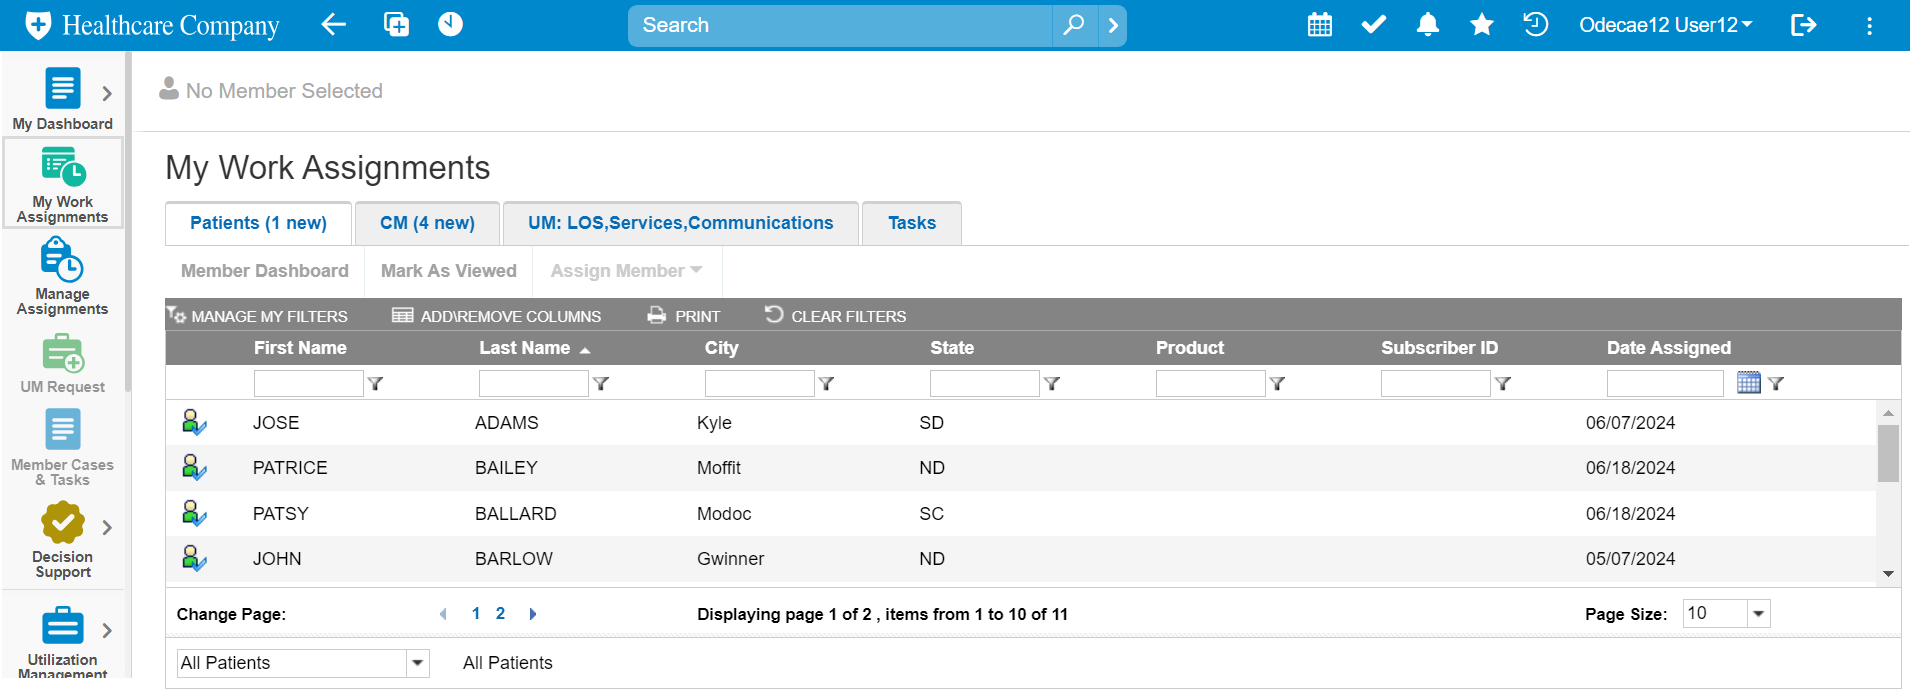 Healthcare Company
Search
Odecae12 User12
My Dashboard
My Work
Assignments
Manage
Assignments
UM Request
Member Cases
& Tasks
Decision
Support
Utilization
Management
No Member Selected
My Work Assignments
Patients (1 new) CM (4 new) UM: LOS,Services,Communications Tasks
Member Dashboard Mark As Viewed Assign Member
MANAGE MY FILTERS ADD\REMOVE COLUMNS PRINT CLEAR FILTERS
First Name Last Name City State Product Subscriber ID Date Assigned
JOSE ADAMS Kyle SD 06/07/2024
PATRICE BAILEY Moffit ND 06/18/2024
PATSY BALLARD Modoc SC 06/18/2024
JOHN BARLOW Gwinner ND 05/07/2024
Change Page: 1 2 Displaying page 1 of 2 , items from 1 to 10 of 11 Page Size: 10
All Patients All Patients